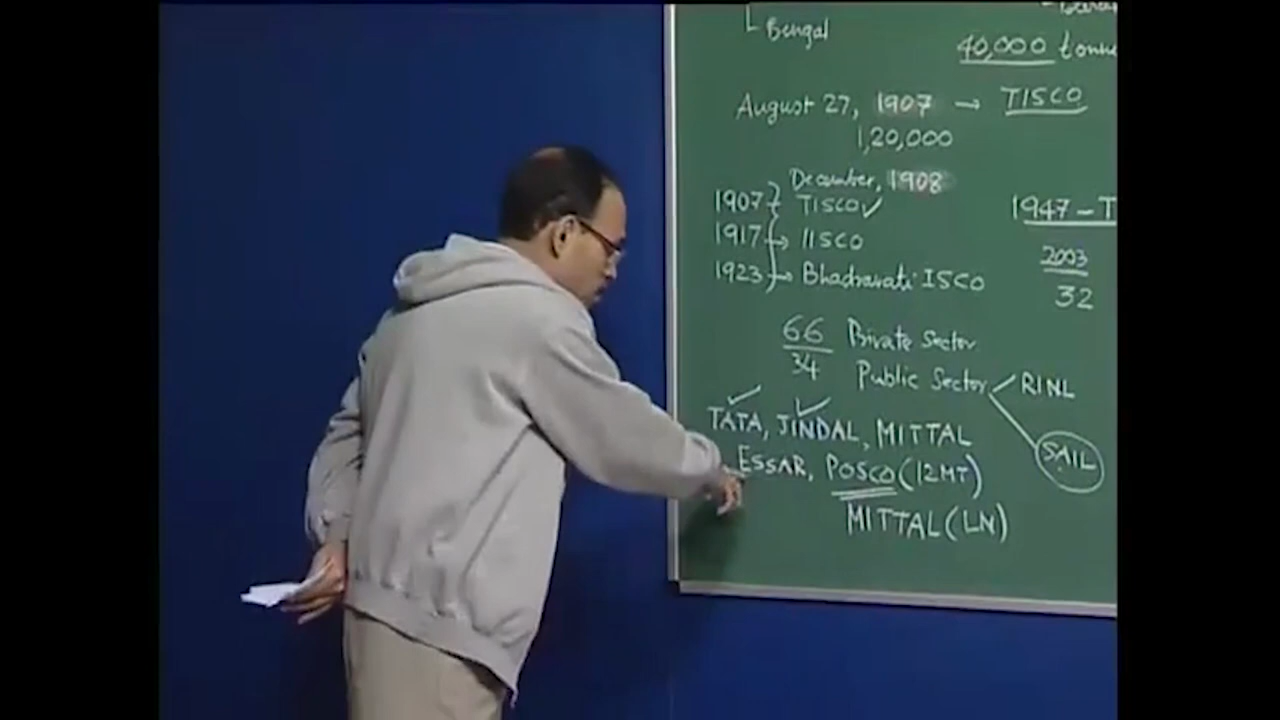 Bengal
40,000 tonne
August 27, 1907 → TISCO
1,20,000
December, 1908
1907 TISCO ✓
1917 → IISCO
1923 → Bhadravati ISCO
1947 - T
2003
32
66 Private Sector
34 Public Sector
RINL
SAIL
TATA, JINDAL, MITTAL
ESSAR, POSCO (12MT)
MITTAL (LN)